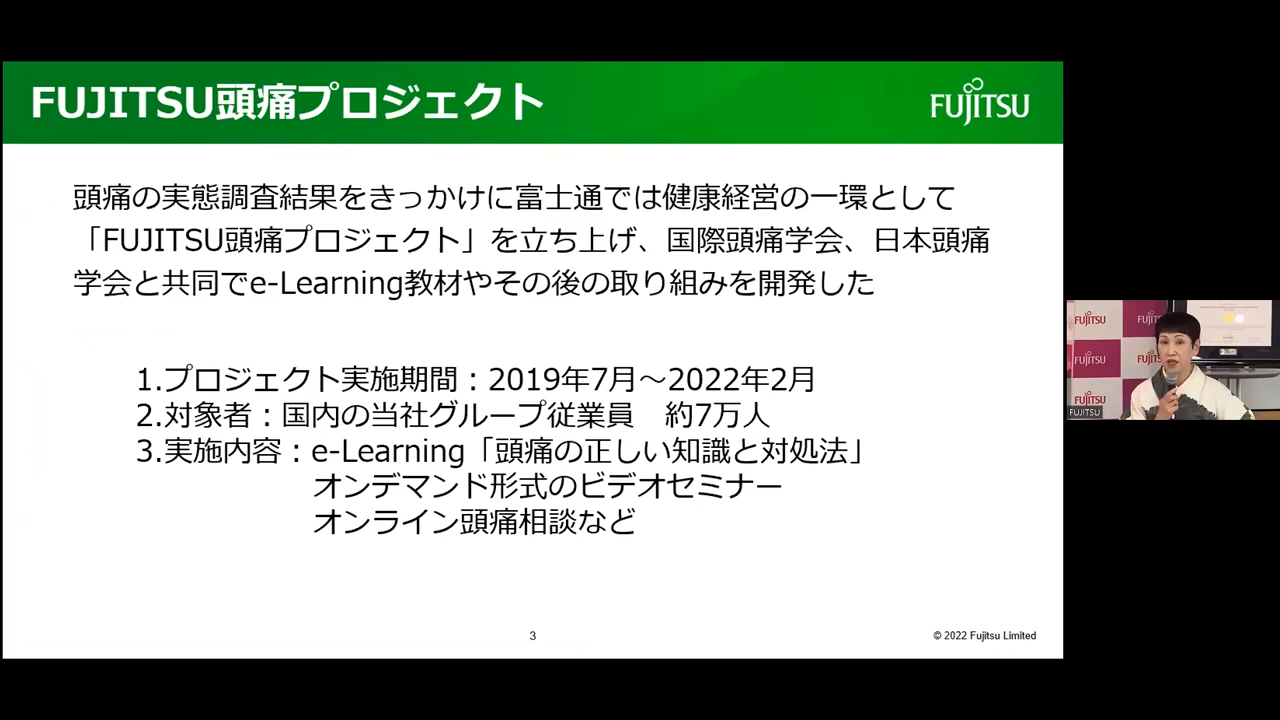 FUJITSU頭痛プロジェクト
FUJITSU
頭痛の実態調査結果をきっかけに富士通では健康経営の一環として
「FUJITSU頭痛プロジェクト」を立ち上げ、国際頭痛学会、日本頭痛
学会と共同でe-Learning教材やその後の取り組みを開発した
1.プロジェクト実施期間：2019年7月～2022年2月
2.対象者：国内の当社グループ従業員　約7万人
3.実施内容：e-Learning「頭痛の正しい知識と対処法」
オンデマンド形式のビデオセミナー
オンライン頭痛相談など
3
© 2022 Fujitsu Limited
FUJITSU
FUJITSU
FUJITSU
FUJITSU
FUJITSU